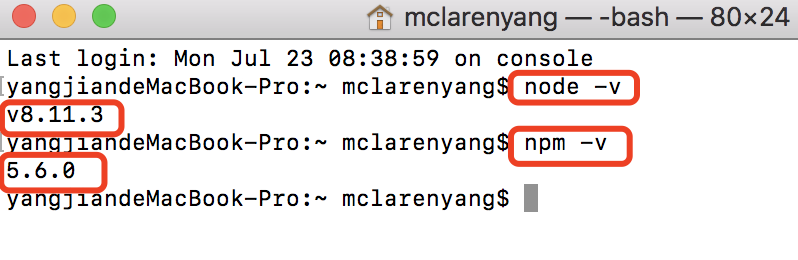 mclarenyang — -bash — 80×24
Last login: Mon Jul 23 08:38:59 on console
[yangjiandeMacBook-Pro:~ mclarenyang$ node -v
v8.11.3
[yangjiandeMacBook-Pro:~ mclarenyang$ npm -v
5.6.0
yangjiandeMacBook-Pro:~ mclarenyang$